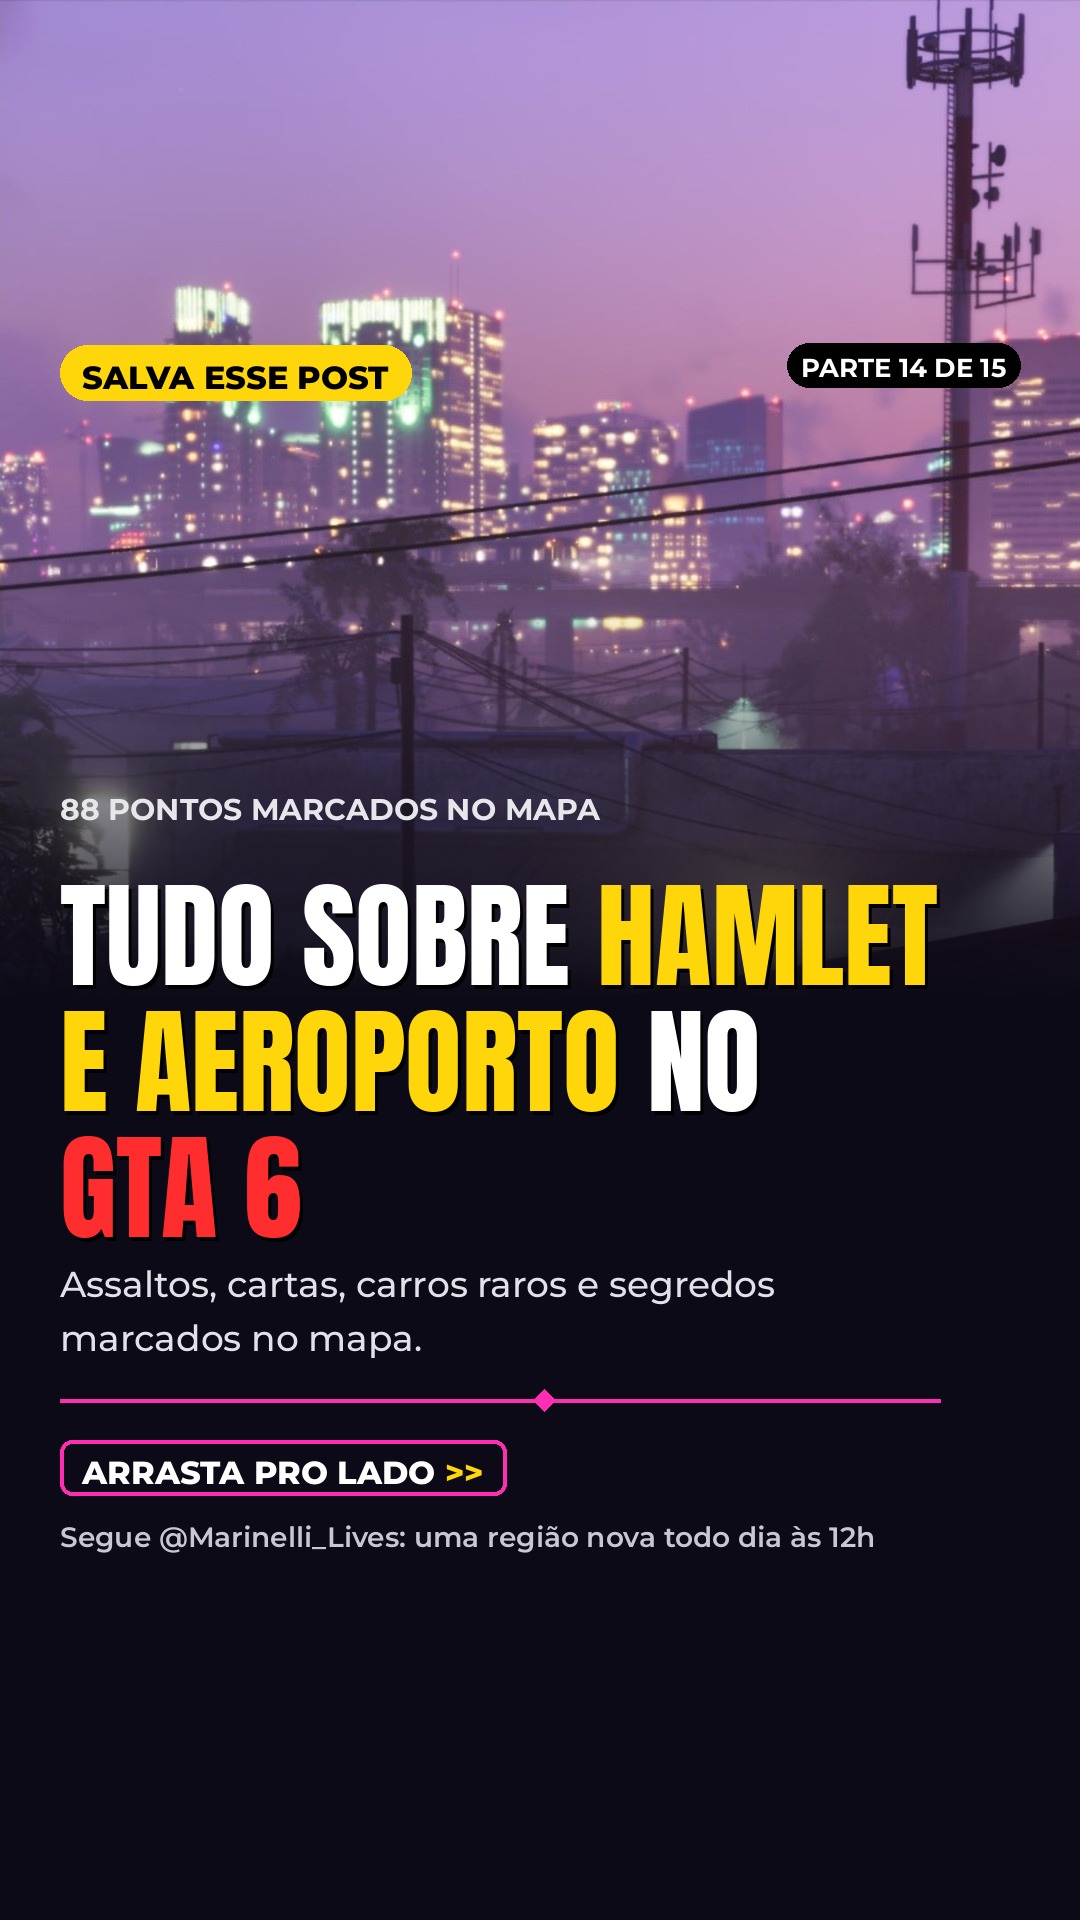 SALVA ESSE POST
PARTE 14 DE 15
88 PONTOS MARCADOS NO MAPA
TUDO SOBRE HAMLET
E AEROPORTO NO
GTA 6
Assaltos, cartas, carros raros e segredos
marcados no mapa.
ARRASTA PRO LADO >>
Segue @Marinelli_Lives: uma região nova todo dia às 12h